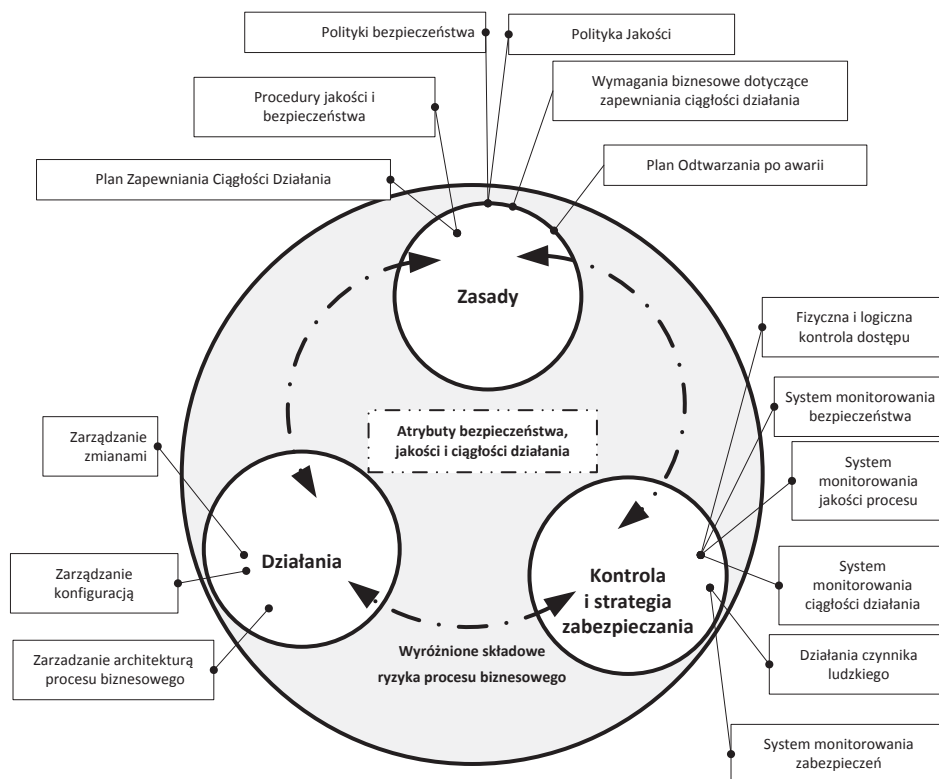 Polityki bezpieczeństwa
Polityka Jakości
Procedury jakości i
bezpieczeństwa
Wymagania biznesowe dotyczące
zapewniania ciągłości działania
Plan Zapewniania Ciągłości Działania
Plan Odtwarzania po awarii
Zasady
Fizyczna i logiczna
kontrola dostępu
System monitorowania
bezpieczeństwa
Atrybuty bezpieczeństwa,
jakości i ciągłości działania
Zarządzanie
zmianami
System
monitorowania
jakości procesu
Działania
Zarządzanie
konfiguracją
Kontrola
i strategia
zabezpieczania
System
monitorowania
ciągłości działania
Zarzadzanie architekturą
procesu biznesowego
Wyróżnione składowe
ryzyka procesu biznesowego
Działania czynnika
ludzkiego
System monitorowania
zabezpieczeń